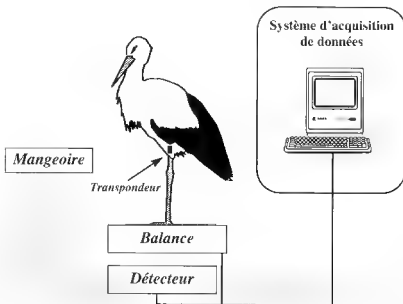 Système d'acquisition
de données
Mangeoire
Transpondeur
Balance
Détecteur